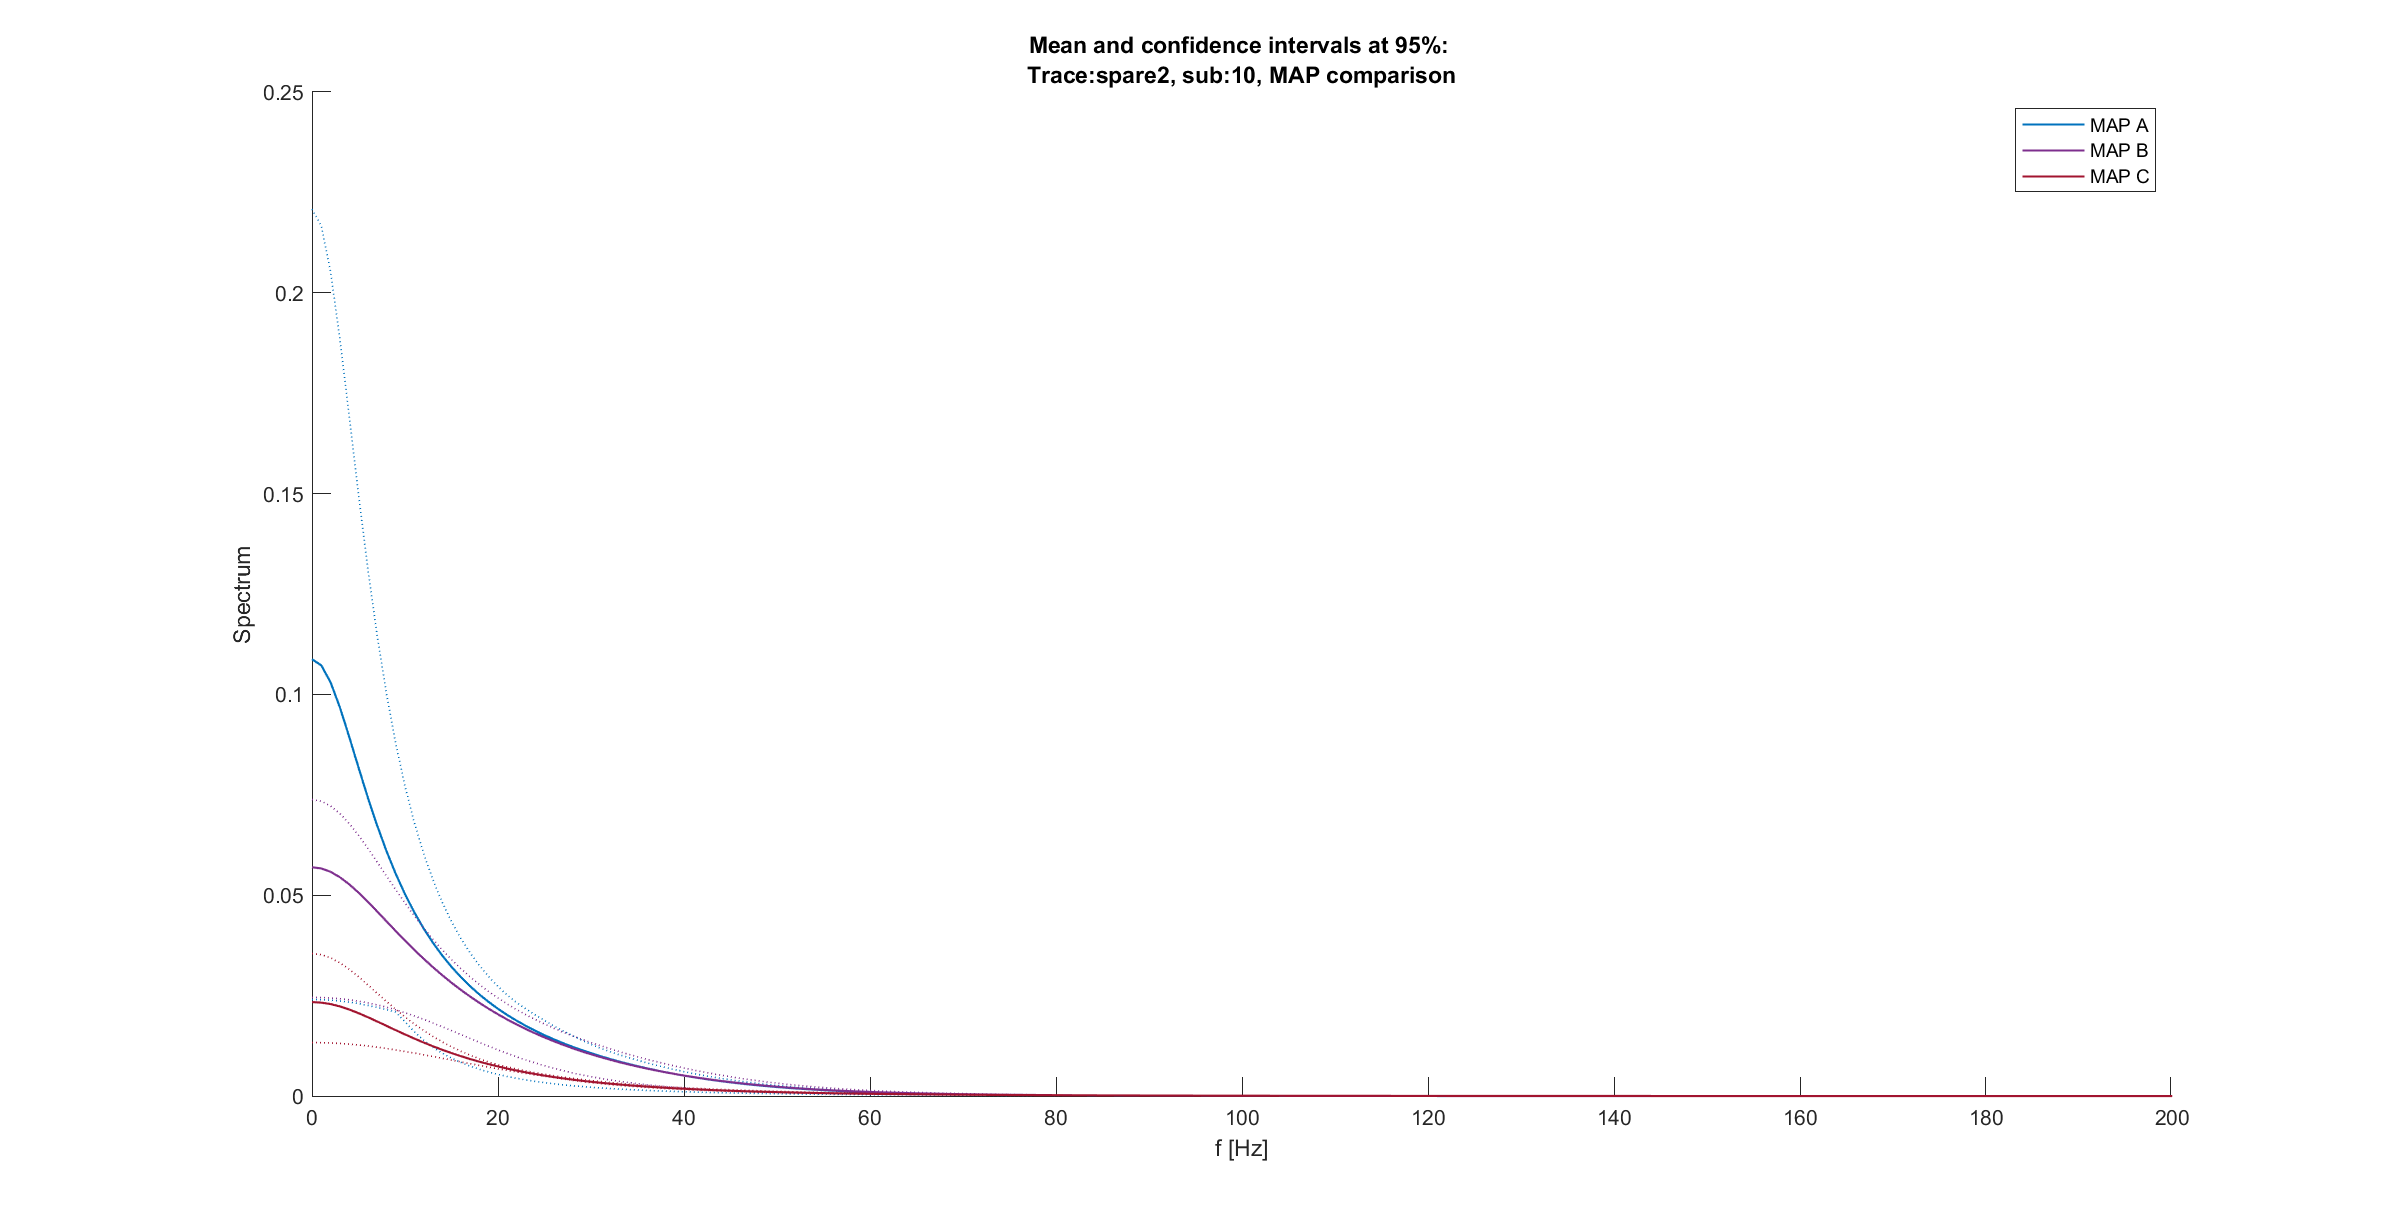 Mean and confidence intervals at 95%:
Trace:spare2, sub:10, MAP comparison
MAP A
MAP B
MAP C
Spectrum
0.25
0.2
0.15
0.1
0.05
0
0 20 40 60 80 100 120 140 160 180 200
f [Hz]